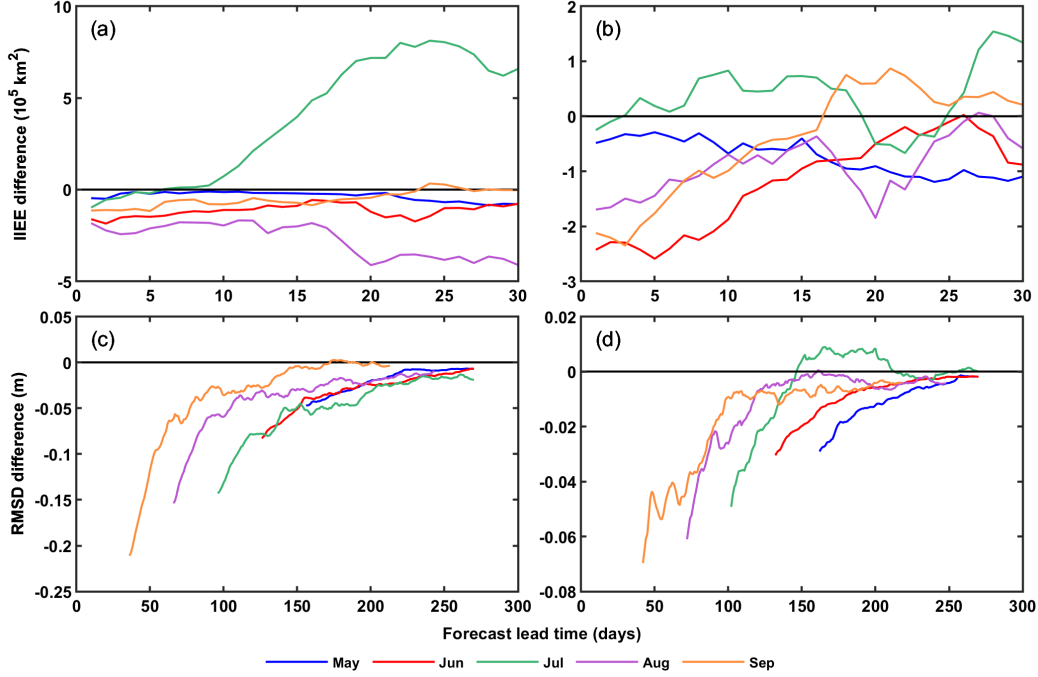 (a)
(b)
IIEE difference (10⁵ km²)
10
5
0
-5
0 5 10 15 20 25 30
2
1
0
-1
-2
-3
0 5 10 15 20 25 30
(c)
(d)
RMSD difference (m)
0.05
0
-0.05
-0.1
-0.15
-0.2
-0.25
0 50 100 150 200 250 300
0.02
0
-0.02
-0.04
-0.06
-0.08
0 50 100 150 200 250 300
Forecast lead time (days)
May Jun Jul Aug Sep